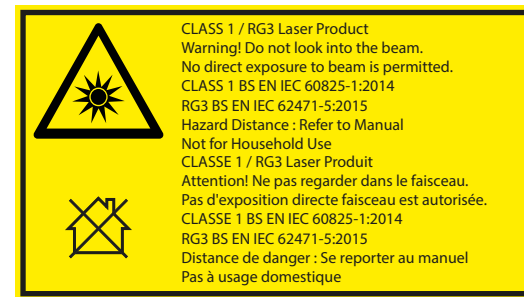 CLASS 1 / RG3 Laser Product
Warning! Do not look into the beam.
No direct exposure to beam is permitted.
CLASS 1 BS EN IEC 60825-1:2014
RG3 BS EN IEC 62471-5:2015
Hazard Distance : Refer to Manual
Not for Household Use
CLASSE 1 / RG3 Laser Produit
Attention! Ne pas regarder dans le faisceau.
Pas d'exposition directe faisceau est autorisée.
CLASSE 1 BS EN IEC 60825-1:2014
RG3 BS EN IEC 62471-5:2015
Distance de danger : Se reporter au manuel
Pas à usage domestique